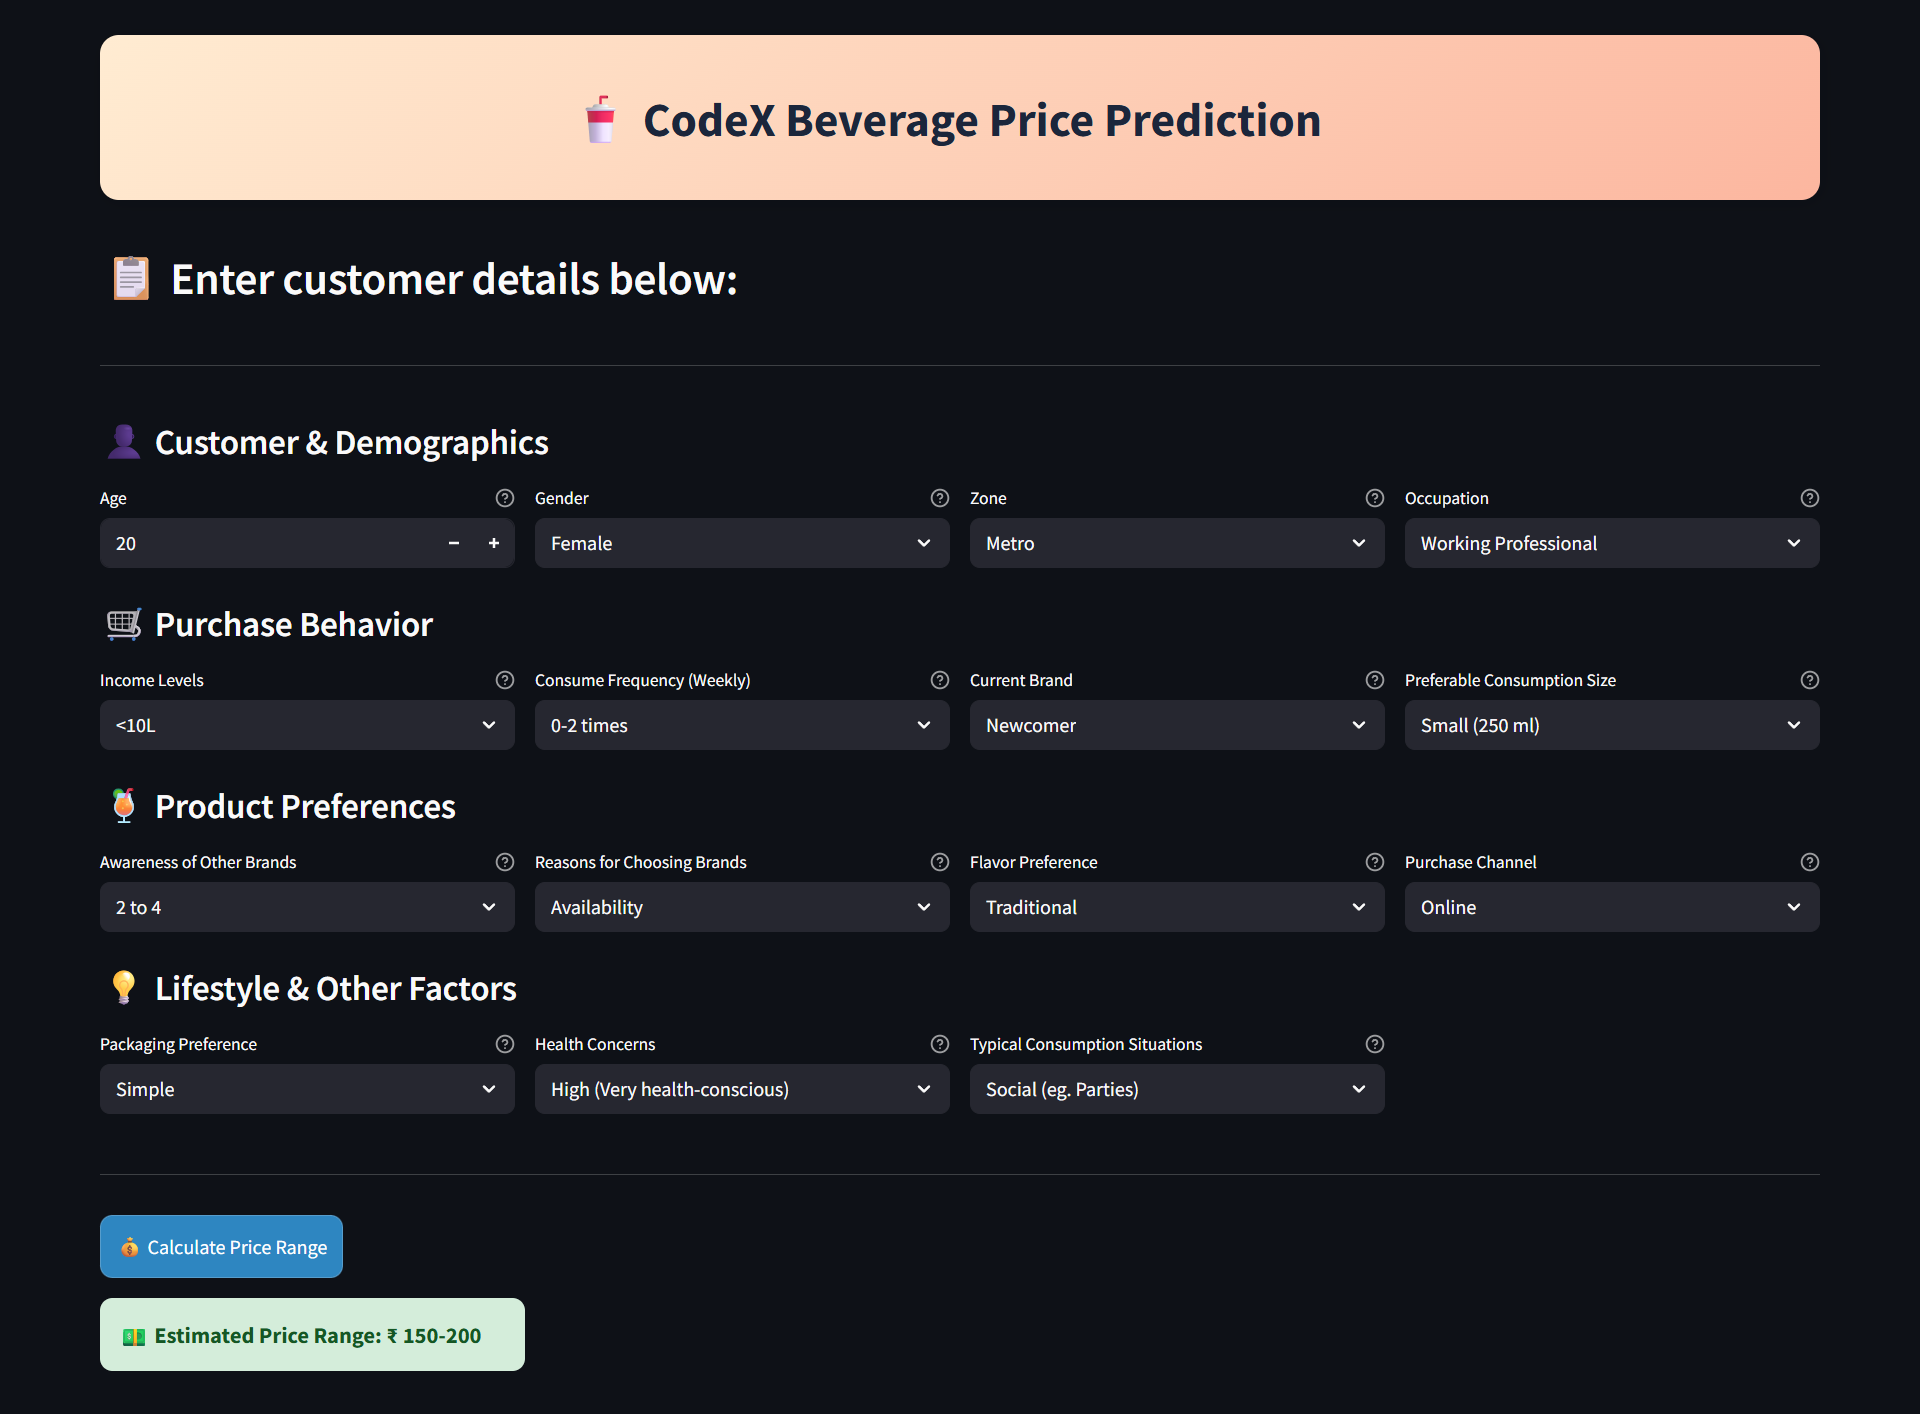 CodeX Beverage Price Prediction
Enter customer details below:
Customer & Demographics
Age
Gender
Zone
Occupation
20
Female
Metro
Working Professional
Purchase Behavior
Income Levels
Consume Frequency (Weekly)
Current Brand
Preferable Consumption Size
<10L
0-2 times
Newcomer
Small (250 ml)
Product Preferences
Awareness of Other Brands
Reasons for Choosing Brands
Flavor Preference
Purchase Channel
2 to 4
Availability
Traditional
Online
Lifestyle & Other Factors
Packaging Preference
Health Concerns
Typical Consumption Situations
Simple
High (Very health-conscious)
Social (eg. Parties)
Calculate Price Range
Estimated Price Range: ₹ 150-200